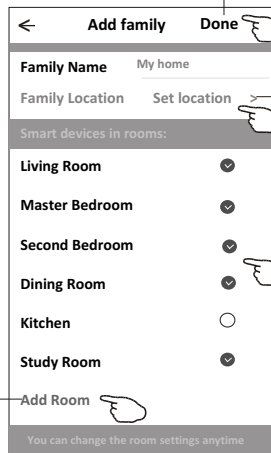 Add family Done
Family Name My home
Family Location Set location >
Smart devices in rooms:
Living Room
Master Bedroom
Second Bedroom
Dining Room
Kitchen
Study Room
Add Room
You can change the room settings anytime